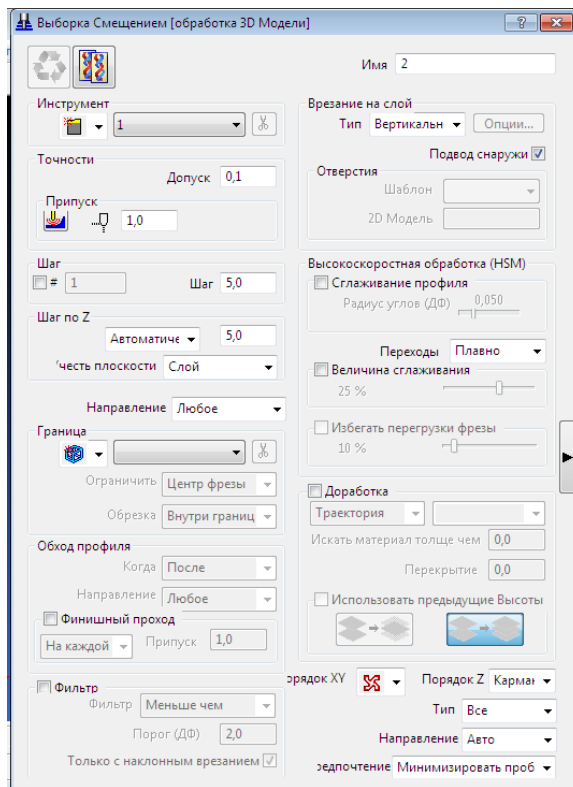 Выборка Смещением [обработка 3D Модели]
Имя 2
Инструмент
1
Точности
Допуск 0,1
Припуск
1,0
Шаг
# 1 Шаг 5,0
Шаг по Z
Автоматиче 5,0
честь плоскости Слой
Направление Любое
Граница
Ограничить Центр фрезы
Обрезка Внутри границ
Обход профиля
Когда После
Направление Любое
Финишный проход
На каждой Припуск 1,0
Фильтр
Фильтр Меньше чем
Порог (ДФ) 2,0
Только с наклонным врезанием
Врезание на слой
Тип Вертикальн Опции...
Подвод снаружи
Отверстия
Шаблон
2D Модель
Высокоскоростная обработка (HSM)
Сглаживание профиля
Радиус углов (ДФ) 0,050
Переходы Плавно
Величина сглаживания
25 %
Избегать перегрузки фрезы
10 %
Доработка
Траектория
Искать материал толще чем 0,0
Перекрытие 0,0
Использовать предыдущие Высоты
орядок XY Порядок Z Карман
Тип Все
Направление Авто
редпочтение Минимизировать проб